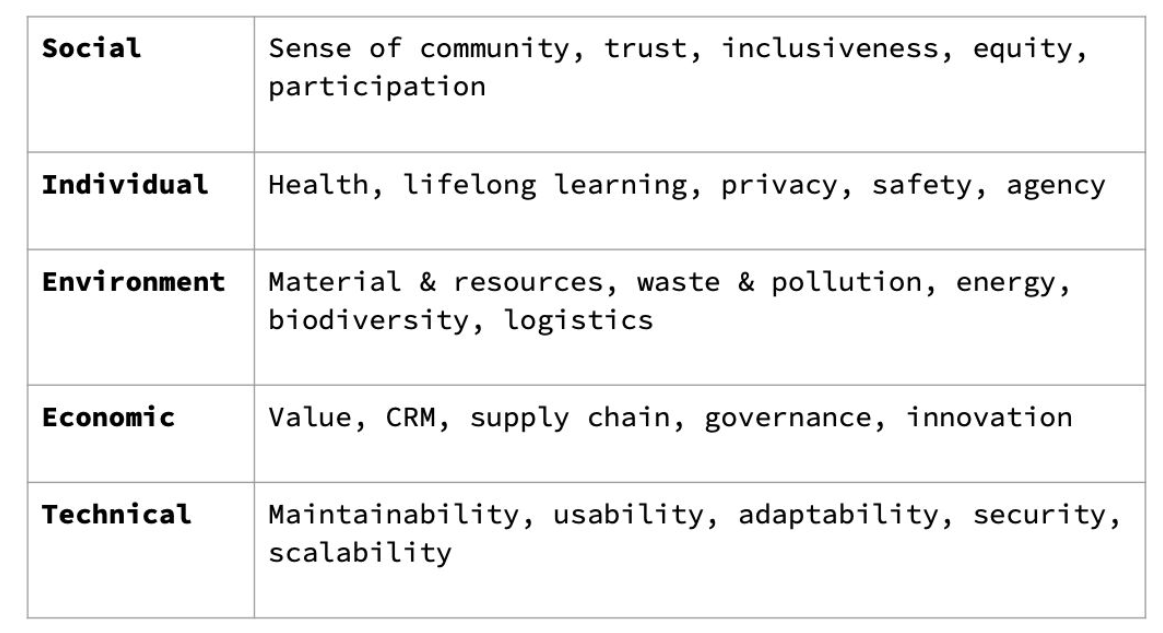 Social
Sense of community, trust, inclusiveness, equity,
participation
Individual
Health, lifelong learning, privacy, safety, agency
Environment
Material & resources, waste & pollution, energy,
biodiversity, logistics
Economic
Value, CRM, supply chain, governance, innovation
Technical
Maintainability, usability, adaptability, security,
scalability